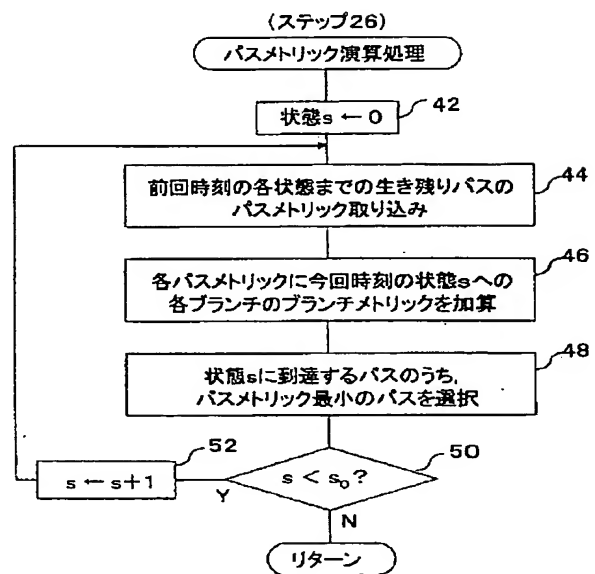 (ステップ26)
パスメトリック演算処理
状態s ← 0
42
前回時刻の各状態までの生き残りパスの
パスメトリック取り込み
44
各パスメトリックに今回時刻の状態sへの
各ブランチのブランチメトリックを加算
46
状態sに到達するパスのうち,
パスメトリック最小のパスを選択
48
s < s₀ ?
50
Y
52
s ← s+1
N
リターン